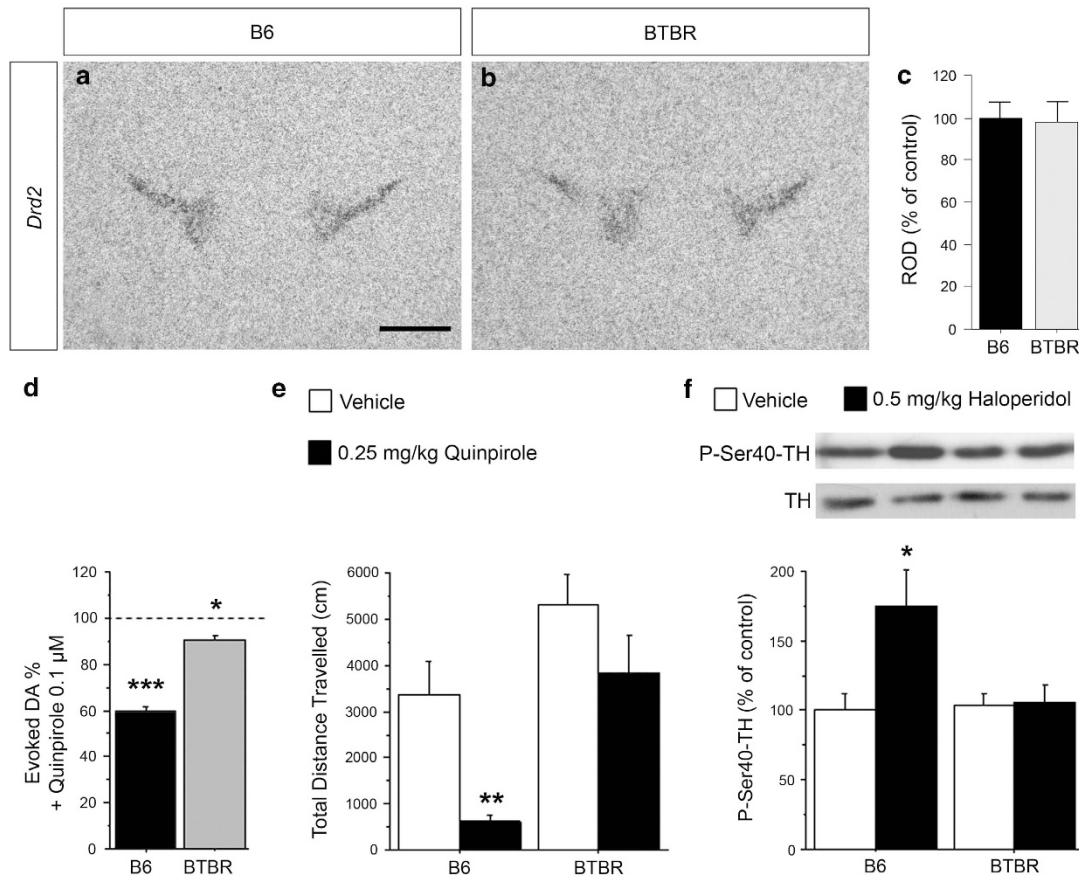 B6
BTBR
Drd2
a
b
c
ROD (% of control)
120
100
80
60
40
20
0
B6
BTBR
d
Evoked DA %
+ Quinpirole 0.1 µM
120
100
80
60
40
20
0
***
*
B6
BTBR
e
Vehicle
0.25 mg/kg Quinpirole
Total Distance Travelled (cm)
6000
5000
4000
3000
2000
1000
0
**
B6
BTBR
f
Vehicle
0.5 mg/kg Haloperidol
P-Ser40-TH
TH
P-Ser40-TH (% of control)
200
150
100
50
0
*
B6
BTBR